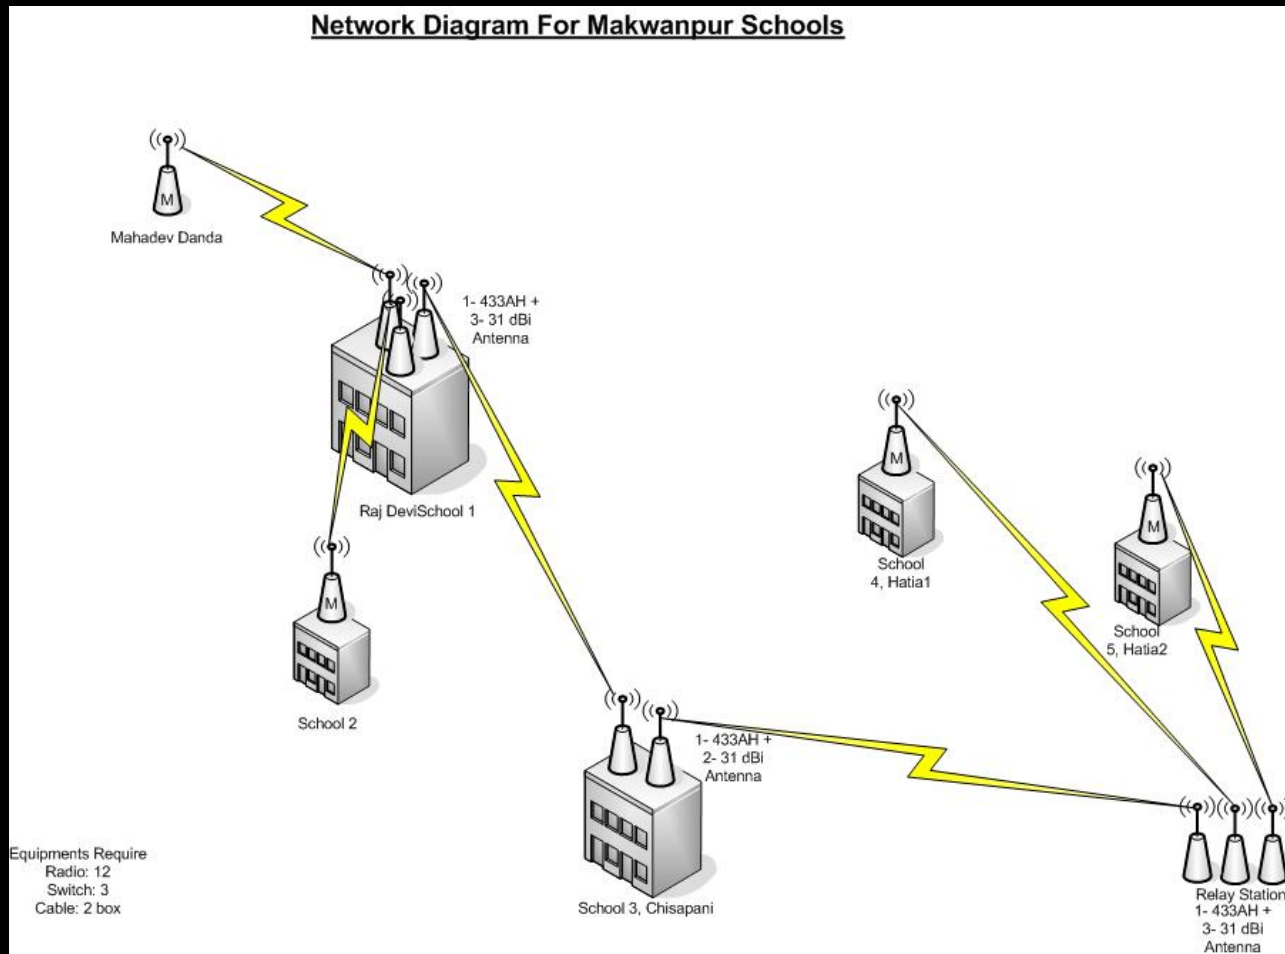 Network Diagram For Makwanpur Schools
M
Mahadev Danda
1- 433AH +
3- 31 dBi
Antenna
Raj DeviSchool 1
M
School
4, Hatia1
M
School
5, Hatia2
M
School 2
1- 433AH +
2- 31 dBi
Antenna
School 3, Chisapani
Equipments Require
Radio: 12
Switch: 3
Cable: 2 box
Relay Station
1- 433AH +
3- 31 dBi
Antenna